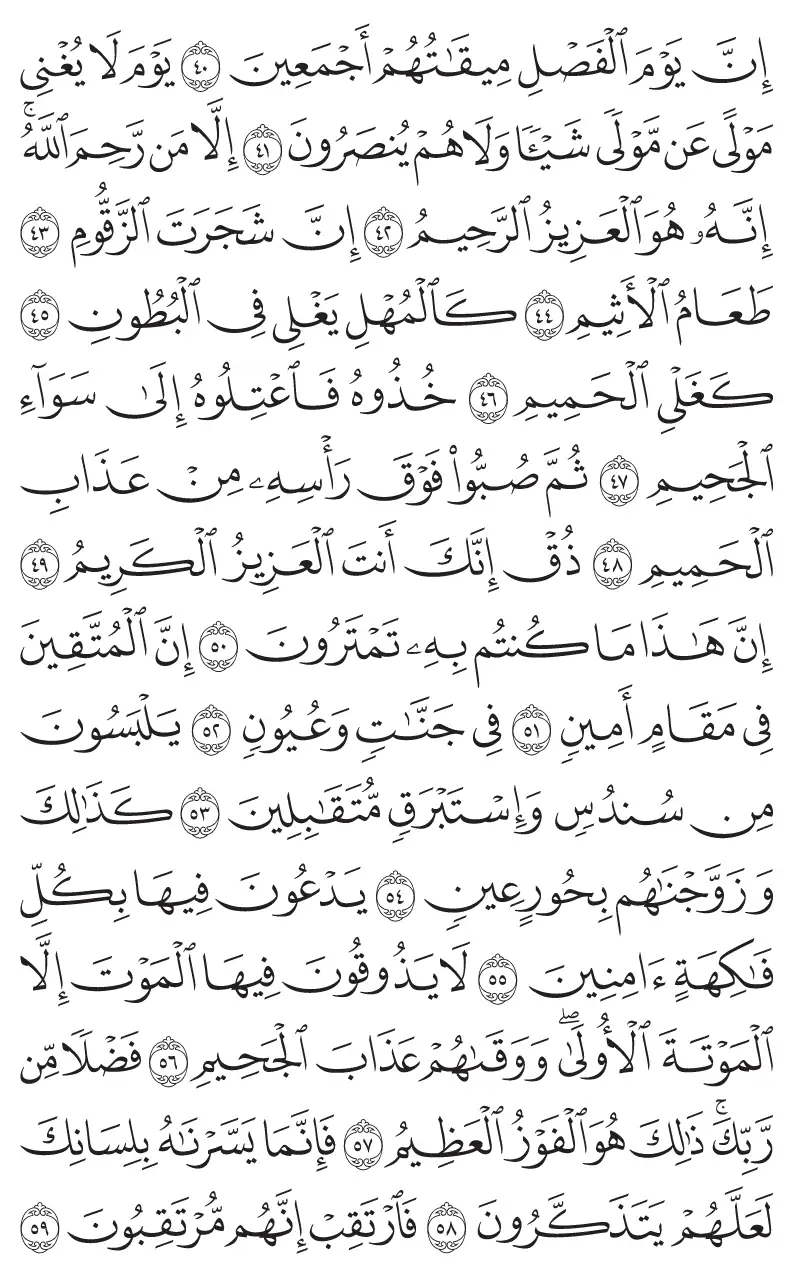 إِنَّ يَوْمَ ٱلْفَصْلِ مِيقَـٰتُهُمْ أَجْمَعِينَ ٤٠ يَوْمَ لَا يُغْنِى
مَوْلًى عَن مَّوْلًى شَيْـًٔا وَلَا هُمْ يُنصَرُونَ ٤١ إِلَّا مَن رَّحِمَ ٱللَّهُ ۚ
إِنَّهُۥ هُوَ ٱلْعَزِيزُ ٱلرَّحِيمُ ٤٢ إِنَّ شَجَرَتَ ٱلزَّقُّومِ ٤٣
طَعَامُ ٱلْأَثِيمِ ٤٤ كَٱلْمُهْلِ يَغْلِى فِى ٱلْبُطُونِ ٤٥
كَغَلْىِ ٱلْحَمِيمِ ٤٦ خُذُوهُ فَٱعْتِلُوهُ إِلَىٰ سَوَآءِ
ٱلْجَحِيمِ ٤٧ ثُمَّ صُبُّوا۟ فَوْقَ رَأْسِهِۦ مِنْ عَذَابِ
ٱلْحَمِيمِ ٤٨ ذُقْ إِنَّكَ أَنتَ ٱلْعَزِيزُ ٱلْكَرِيمُ ٤٩
إِنَّ هَـٰذَا مَا كُنتُم بِهِۦ تَمْتَرُونَ ٥٠ إِنَّ ٱلْمُتَّقِينَ
فِى مَقَامٍ أَمِينٍ ٥١ فِى جَنَّـٰتٍ وَعُيُونٍ ٥٢ يَلْبَسُونَ
مِن سُندُسٍ وَإِسْتَبْرَقٍ مُّتَقَـٰبِلِينَ ٥٣ كَذَٰلِكَ
وَزَوَّجْنَـٰهُم بِحُورٍ عِينٍ ٥٤ يَدْعُونَ فِيهَا بِكُلِّ
فَـٰكِهَةٍ ءَامِنِينَ ٥٥ لَا يَذُوقُونَ فِيهَا ٱلْمَوْتَ إِلَّا
ٱلْمَوْتَةَ ٱلْأُولَىٰ ۖ وَوَقَىٰهُمْ عَذَابَ ٱلْجَحِيمِ ٥٦ فَضْلًا مِّن
رَّبِّكَ ۚ ذَٰلِكَ هُوَ ٱلْفَوْزُ ٱلْعَظِيمُ ٥٧ فَإِنَّمَا يَسَّرْنَـٰهُ بِلِسَانِكَ
لَعَلَّهُمْ يَتَذَكَّرُونَ ٥٨ فَٱرْتَقِبْ إِنَّهُم مُّرْتَقِبُونَ ٥٩